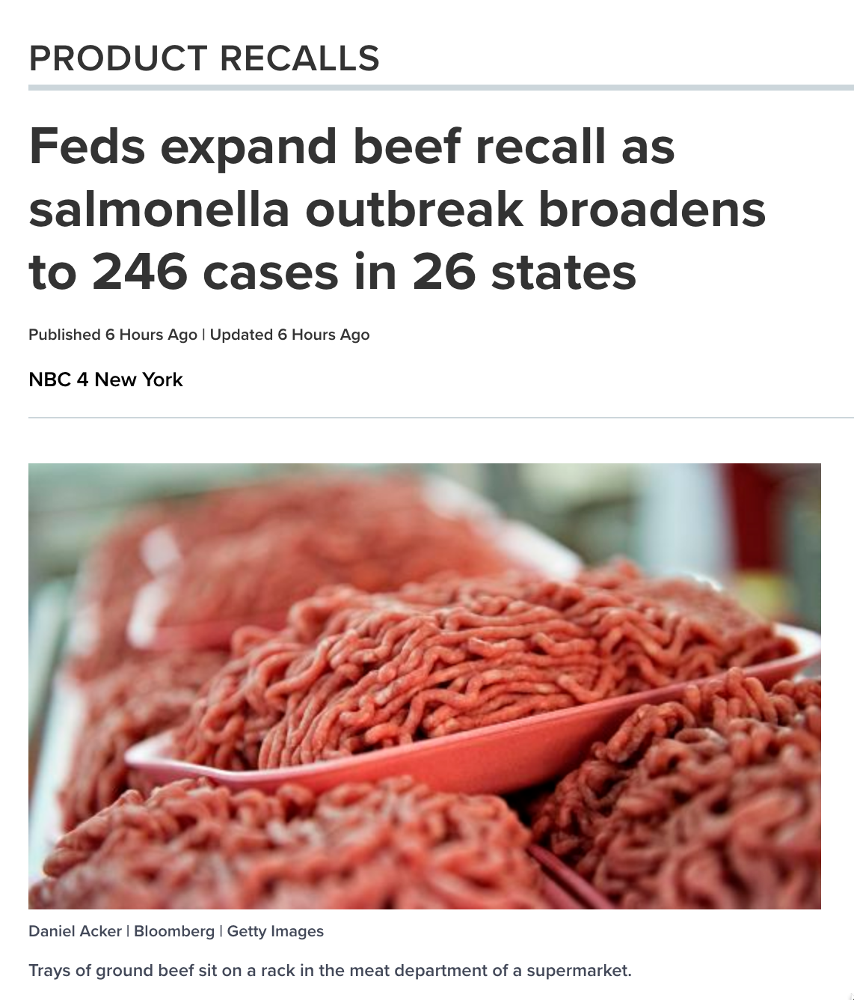 PRODUCT RECALLS
Feds expand beef recall as
salmonella outbreak broadens
to 246 cases in 26 states
Published 6 Hours Ago | Updated 6 Hours Ago
NBC 4 New York
Daniel Acker | Bloomberg | Getty Images
Trays of ground beef sit on a rack in the meat department of a supermarket.